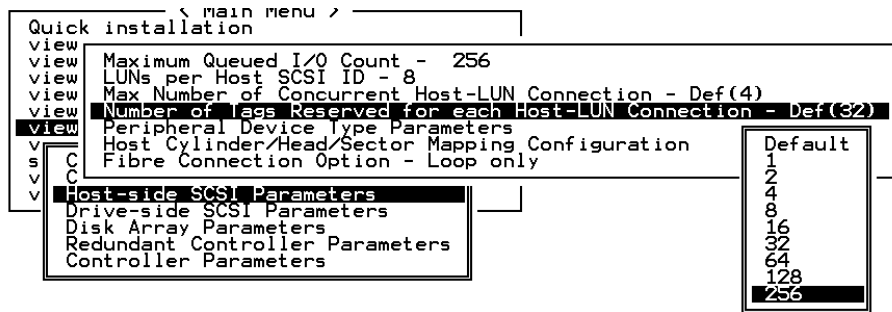 < Main Menu >
Quick installation
view
view
view
view
view
v
s
v
v
Maximum Queued I/O Count - 256
LUNs per Host SCSI ID - 8
Max Number of Concurrent Host-LUN Connection - Def(4)
Number of Tags Reserved for each Host-LUN Connection - Def(32)
Peripheral Device Type Parameters
Host Cylinder/Head/Sector Mapping Configuration
Fibre Connection Option - Loop only
C
C
Host-side SCSI Parameters
Drive-side SCSI Parameters
Disk Array Parameters
Redundant Controller Parameters
Controller Parameters
Default
1
2
4
8
16
32
64
128
256